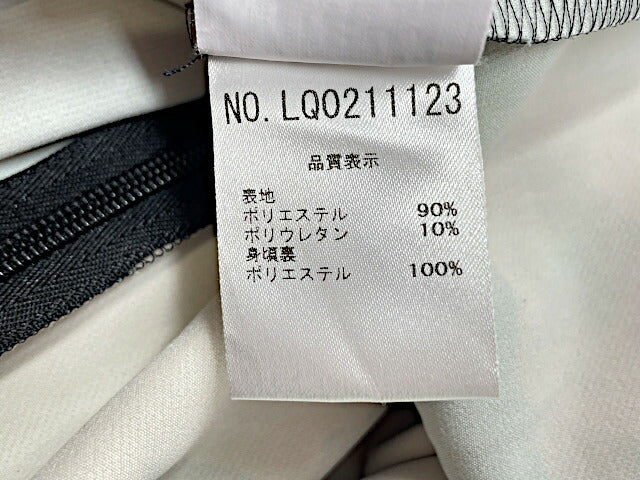 NO. LQ0211123
品質表示
表地
ポリエステル 90%
ポリウレタン 10%
身頃裏
ポリエステル 100%